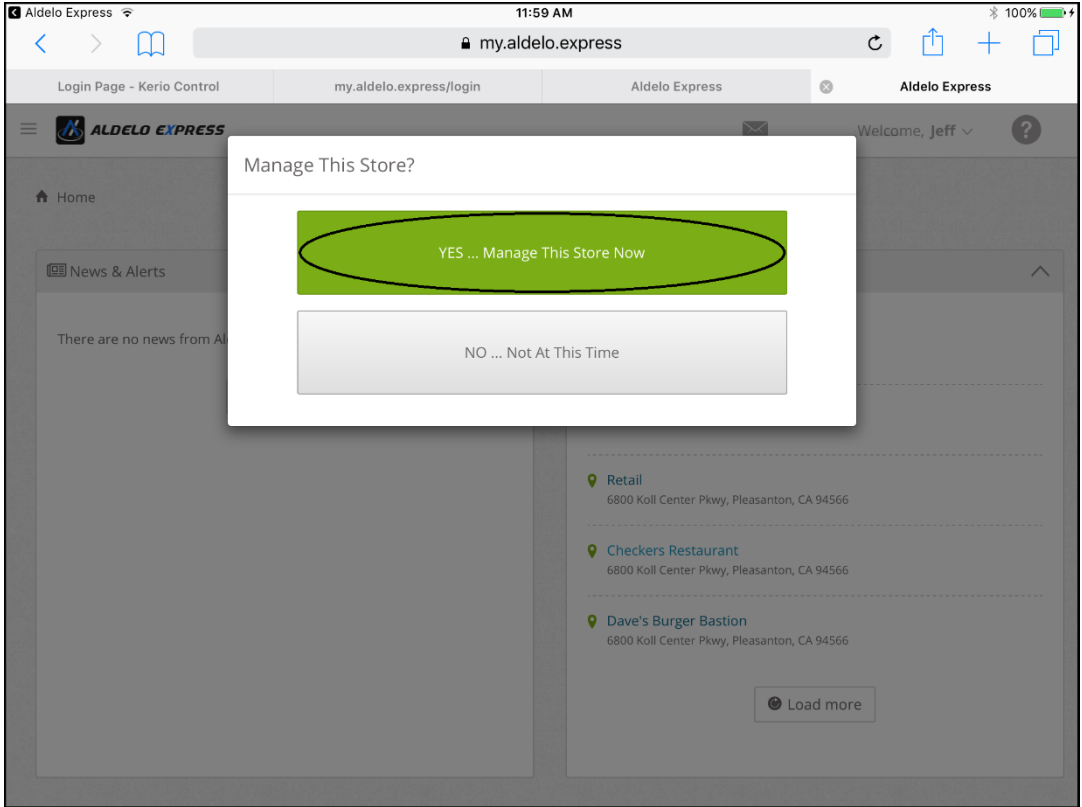 Aldelo Express
11:59 AM
100%
my.aldelo.express
Login Page - Kerio Control
my.aldelo.express/login
Aldelo Express
Aldelo Express
ALDELO EXPRESS
Welcome, Jeff
?
Manage This Store?
YES ... Manage This Store Now
NO ... Not At This Time
Home
News & Alerts
There are no news from Al
Retail
6800 Koll Center Pkwy, Pleasanton, CA 94566
Checkers Restaurant
6800 Koll Center Pkwy, Pleasanton, CA 94566
Dave's Burger Bastion
6800 Koll Center Pkwy, Pleasanton, CA 94566
Load more